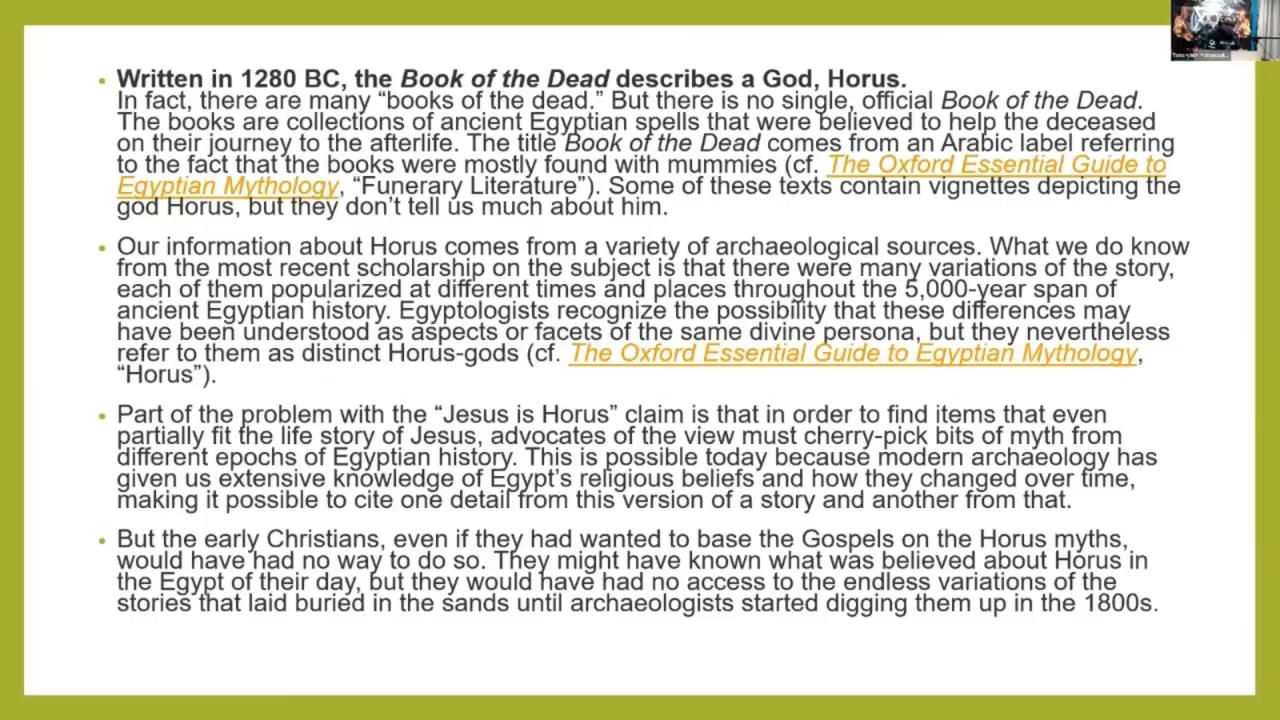 Written in 1280 BC, the Book of the Dead describes a God, Horus.
In fact, there are many “books of the dead.” But there is no single, official Book of the Dead.
The books are collections of ancient Egyptian spells that were believed to help the deceased
on their journey to the afterlife. The title Book of the Dead comes from an Arabic label referring
to the fact that the books were mostly found with mummies (cf. The Oxford Essential Guide to
Egyptian Mythology, “Funerary Literature”). Some of these texts contain vignettes depicting the
god Horus, but they don’t tell us much about him.
Our information about Horus comes from a variety of archaeological sources. What we do know
from the most recent scholarship on the subject is that there were many variations of the story,
each of them popularized at different times and places throughout the 5,000-year span of
ancient Egyptian history. Egyptologists recognize the possibility that these differences may
have been understood as aspects or facets of the same divine persona, but they nevertheless
refer to them as distinct Horus-gods (cf. The Oxford Essential Guide to Egyptian Mythology,
“Horus”).
Part of the problem with the “Jesus is Horus” claim is that in order to find items that even
partially fit the life story of Jesus, advocates of the view must cherry-pick bits of myth from
different epochs of Egyptian history. This is possible today because modern archaeology has
given us extensive knowledge of Egypt’s religious beliefs and how they changed over time,
making it possible to cite one detail from this version of a story and another from that.
But the early Christians, even if they had wanted to base the Gospels on the Horus myths,
would have had no way to do so. They might have known what was believed about Horus in
the Egypt of their day, but they would have had no access to the endless variations of the
stories that laid buried in the sands until archaeologists started digging them up in the 1800s.